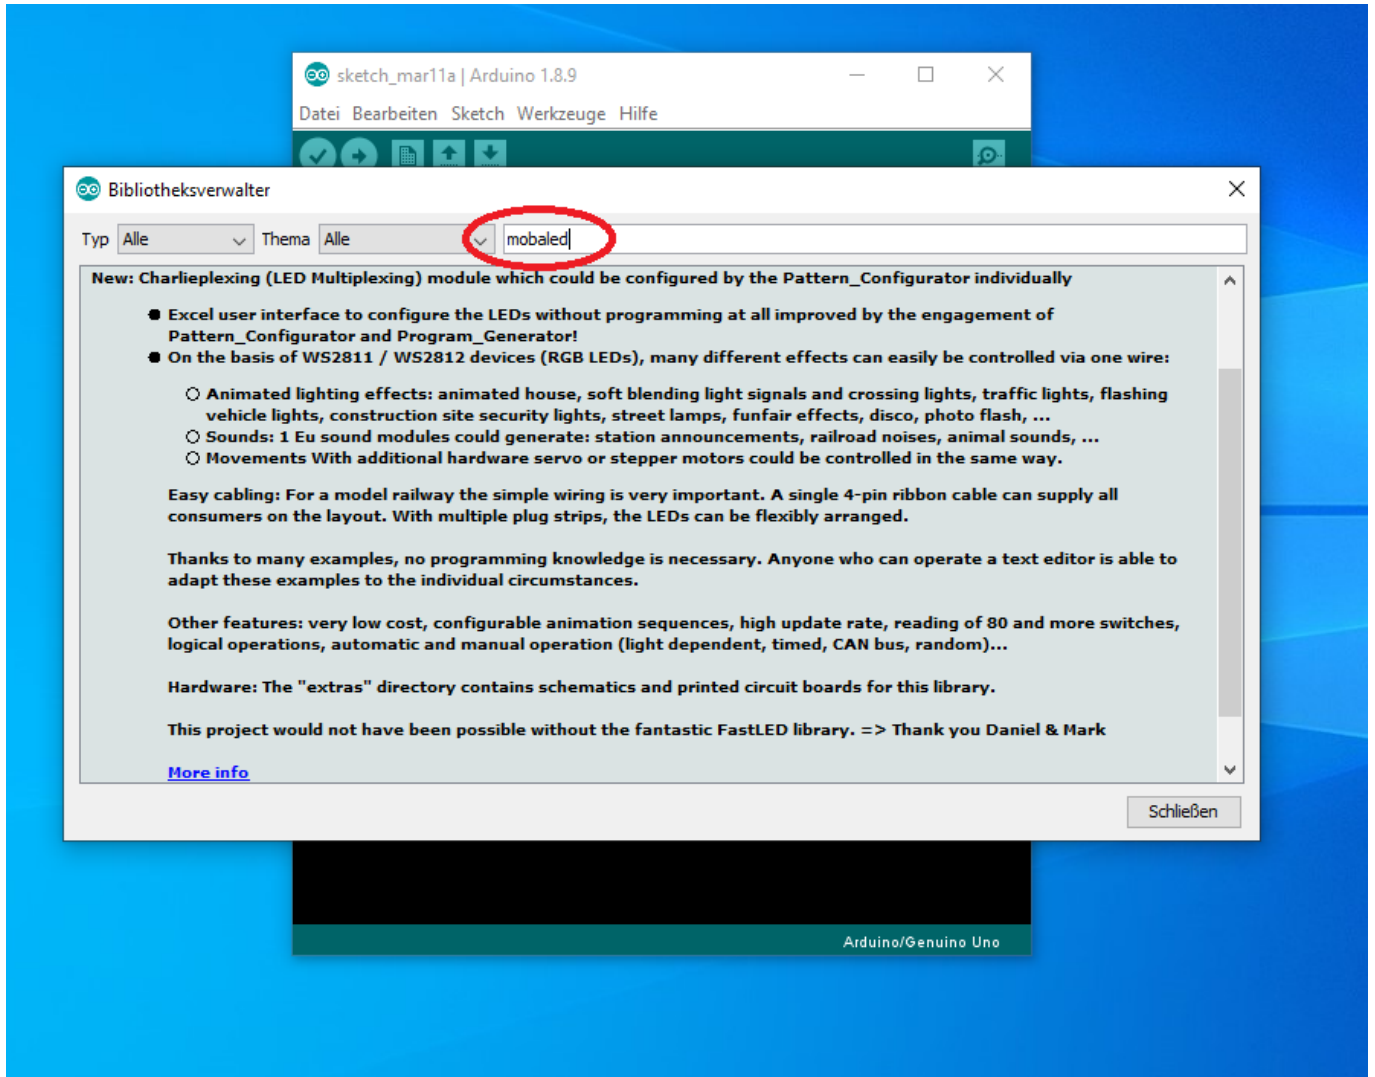 sketch_mar11a | Arduino 1.8.9
Datei Bearbeiten Sketch Werkzeuge Hilfe
Bibliotheksverwalter
Typ Alle Thema Alle mobaled
New: Charlieplexing (LED Multiplexing) module which could be configured by the Pattern_Configurator individually
Excel user interface to configure the LEDs without programming at all improved by the engagement of
Pattern_Configurator and Program_Generator!
On the basis of WS2811 / WS2812 devices (RGB LEDs), many different effects can easily be controlled via one wire:
Animated lighting effects: animated house, soft blending light signals and crossing lights, traffic lights, flashing
vehicle lights, construction site security lights, street lamps, funfair effects, disco, photo flash, ...
Sounds: 1 Eu sound modules could generate: station announcements, railroad noises, animal sounds, ...
Movements With additional hardware servo or stepper motors could be controlled in the same way.
Easy cabling: For a model railway the simple wiring is very important. A single 4-pin ribbon cable can supply all
consumers on the layout. With multiple plug strips, the LEDs can be flexibly arranged.
Thanks to many examples, no programming knowledge is necessary. Anyone who can operate a text editor is able to
adapt these examples to the individual circumstances.
Other features: very low cost, configurable animation sequences, high update rate, reading of 80 and more switches,
logical operations, automatic and manual operation (light dependent, timed, CAN bus, random)...
Hardware: The "extras" directory contains schematics and printed circuit boards for this library.
This project would not have been possible without the fantastic FastLED library. => Thank you Daniel & Mark
More info
Schließen
Arduino/Genuino Uno